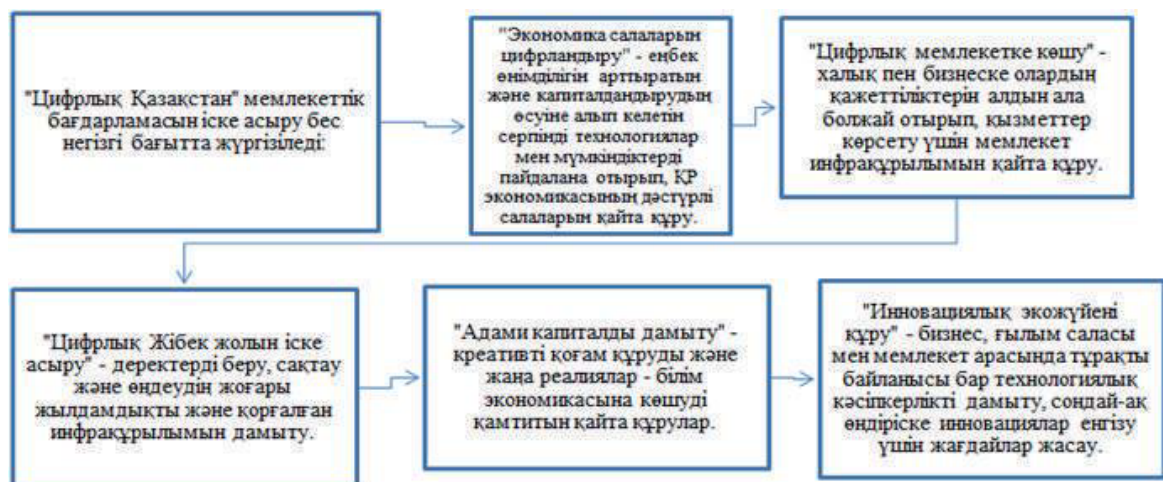 "Цифрлық Қазақстан" мемлекеттік
бағдарламасын іске асыру бес
негізгі бағытта жүргізіледі:
"Экономика салаларын
цифрландыру" - еңбек
өнімділігін арттыратын
және капиталдандырудың
өсуіне алып келетін
серпінді технологиялар
мен мүмкіндіктерді
пайдалана отырып, ҚР
экономикасының дәстүрлі
салаларын қайта құру.
"Цифрлық мемлекетке көшу" -
халық пен бизнеске олардың
қажеттіліктерін алдын ала
болжай отырып, қызметтер
көрсету үшін мемлекет
инфрақұрылымын қайта құру.
"Цифрлық Жібек жолын іске
асыру" - деректерді беру, сақтау
және өңдеудің жоғары
жылдамдықты және қорғалған
инфрақұрылымын дамыту.
"Адами капиталды дамыту" -
креативті қоғам құруды және
жаңа реалиялар - білім
экономикасына көшуді
қамтитын қайта құрулар.
"Инновациялық экожүйені
құру" - бизнес, ғылым саласы
мен мемлекет арасында тұрақты
байланысы бар технологиялық
кәсіпкерлікті дамыту, сондай-ақ
өндіріске инновациялар енгізу
үшін жағдайлар жасау.